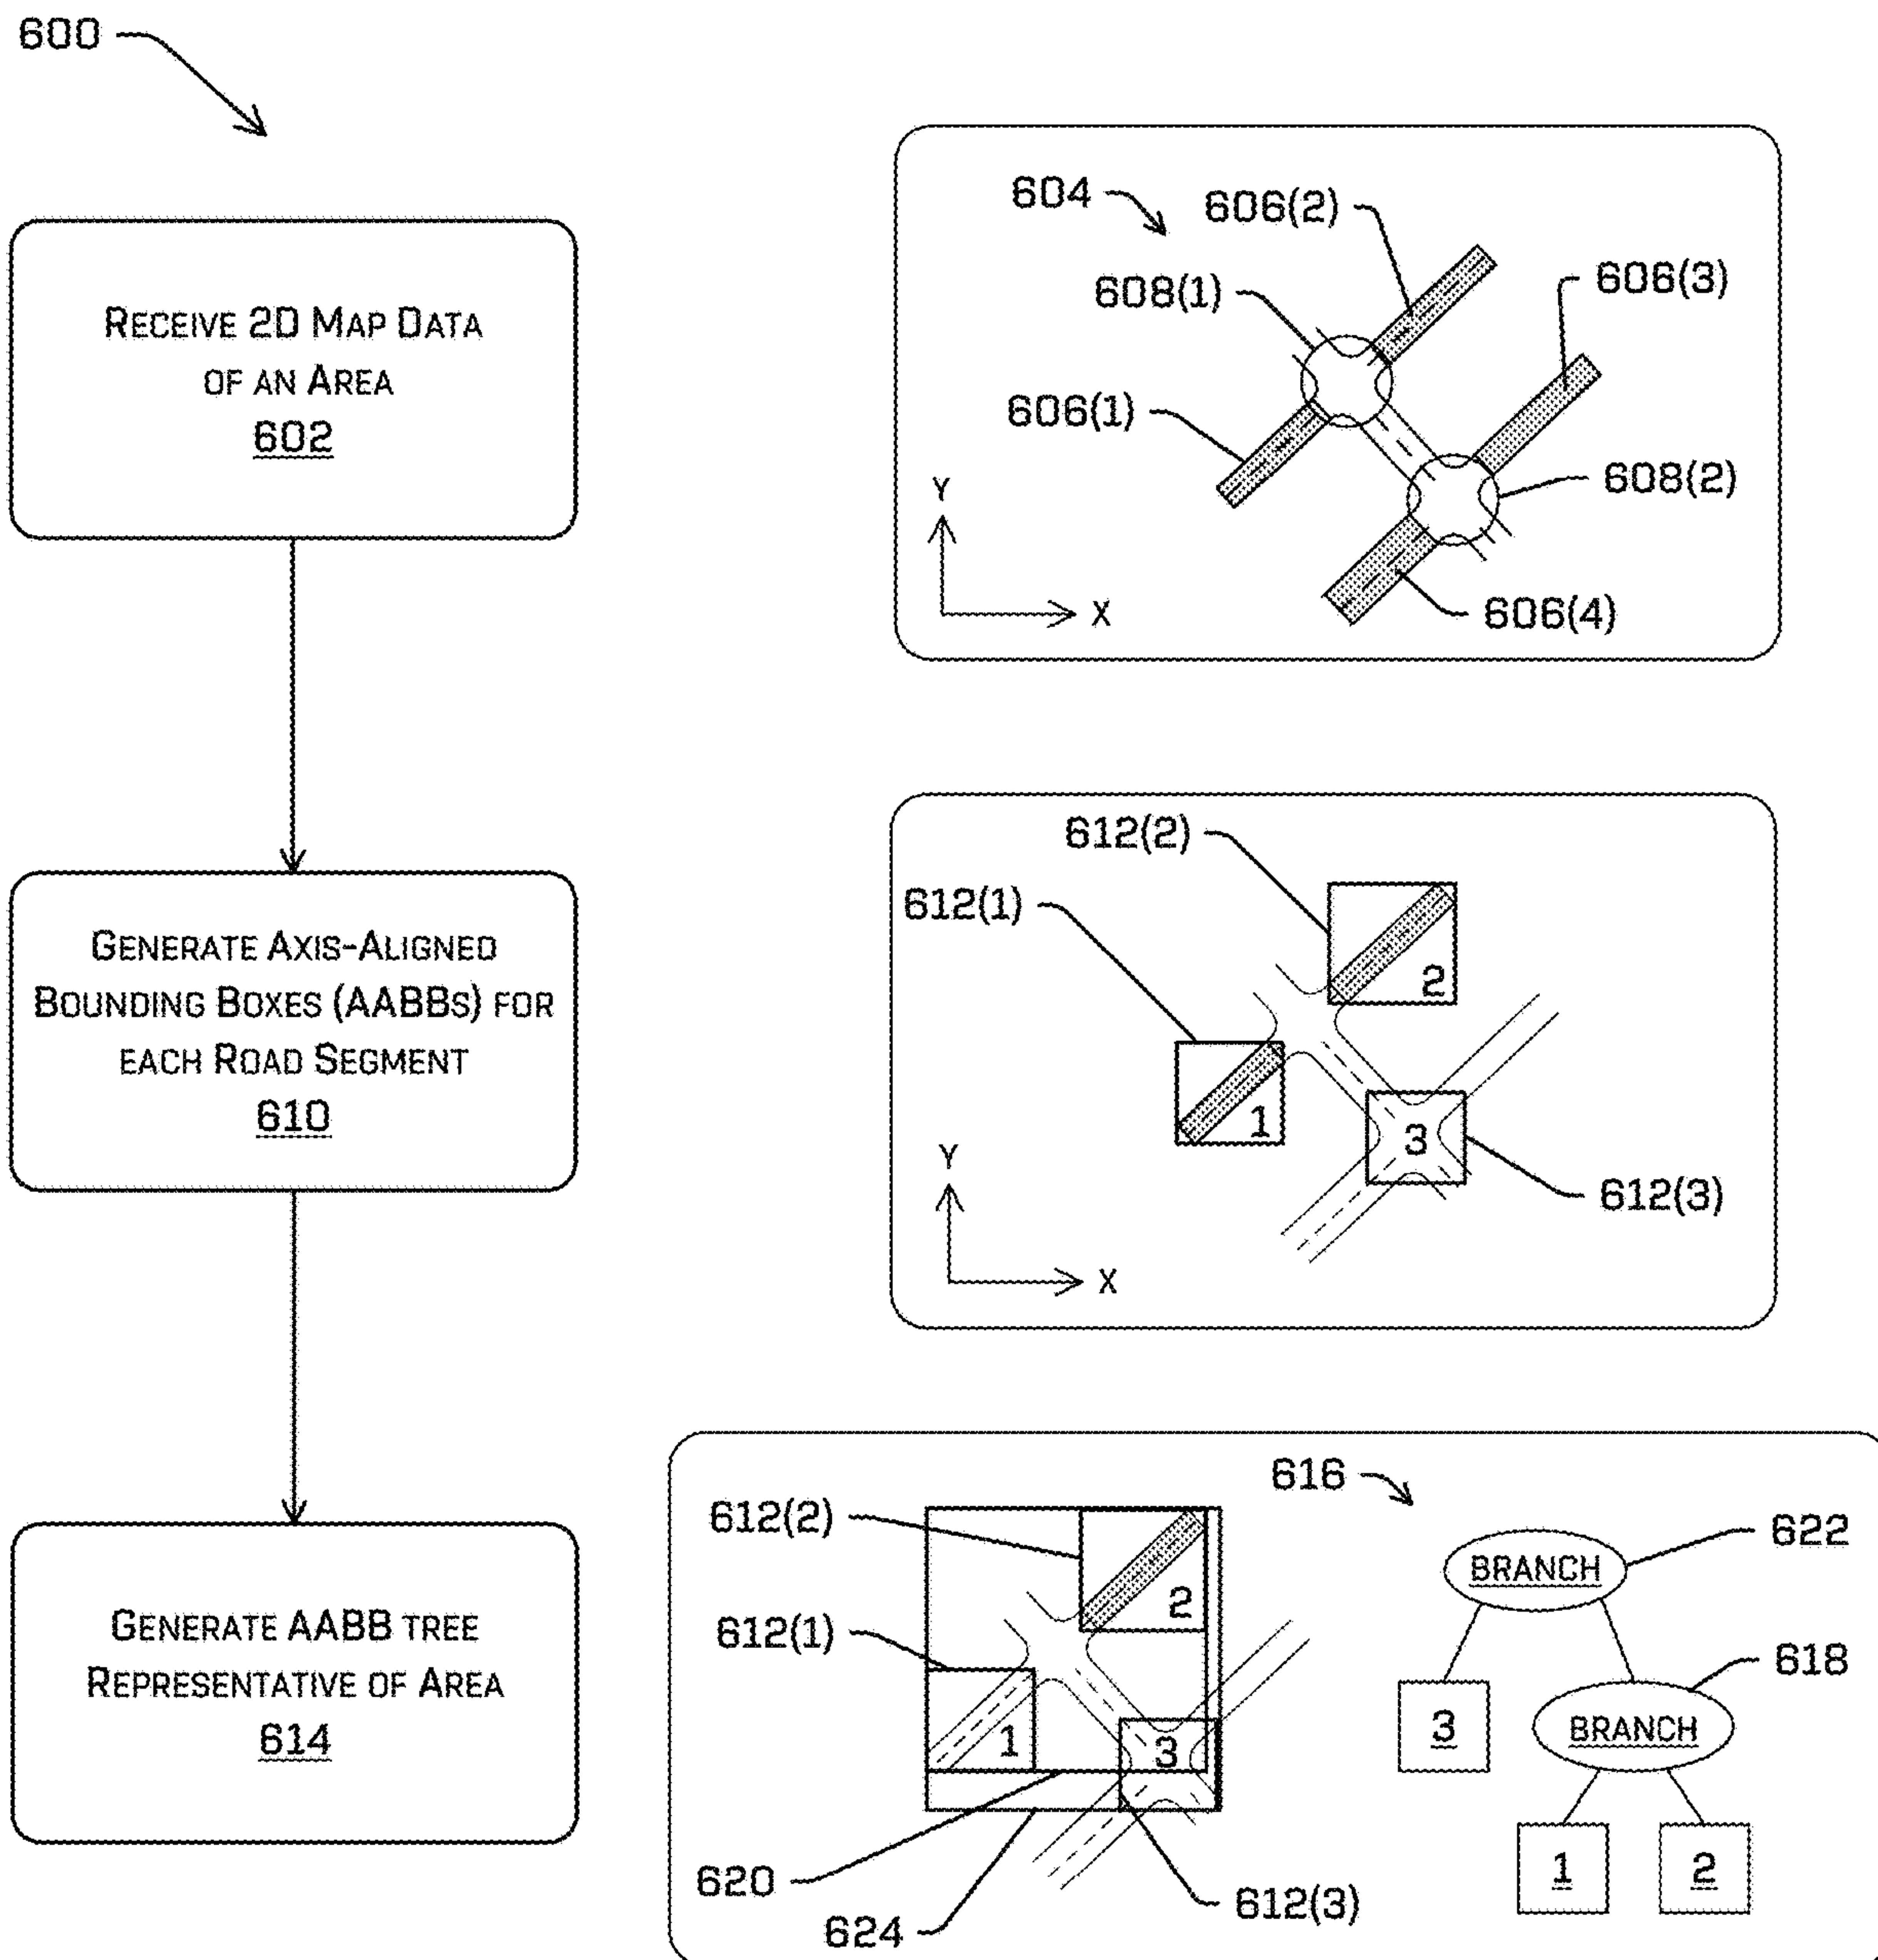 600
RECEIVE 2D MAP DATA
OF AN AREA
602
604
606(2)
608(1)
606(3)
606(1)
608(2)
606(4)
Y
X
GENERATE AXIS-ALIGNED
BOUNDING BOXES (AABBS) FOR
EACH ROAD SEGMENT
610
612(2)
612(1)
2
1
3
612(3)
Y
X
GENERATE AABB TREE
REPRESENTATIVE OF AREA
614
612(2)
612(1)
2
1
3
620
624
612(3)
616
622
BRANCH
618
3
BRANCH
1
2